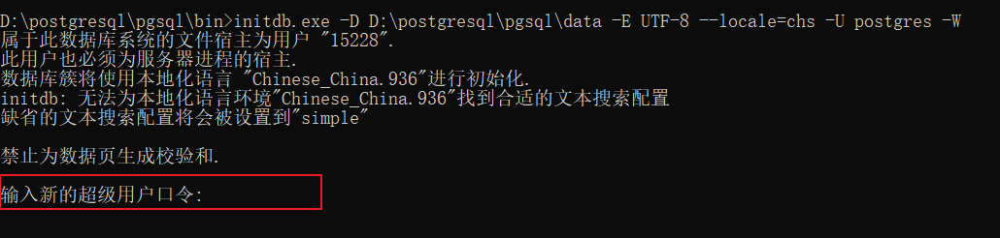 D:\postgresql\pgsql\bin>initdb.exe -D D:\postgresql\pgsql\data -E UTF-8 --locale=chs -U postgres -W
属于此数据库系统的文件宿主为用户 "15228".
此用户也必须为服务器进程的宿主.
数据库簇将使用本地化语言 "Chinese_China.936"进行初始化.
initdb: 无法为本地化语言环境"Chinese_China.936"找到合适的文本搜索配置
缺省的文本搜索配置将会被设置到"simple"
禁止为数据页生成校验和.
输入新的超级用户口令: